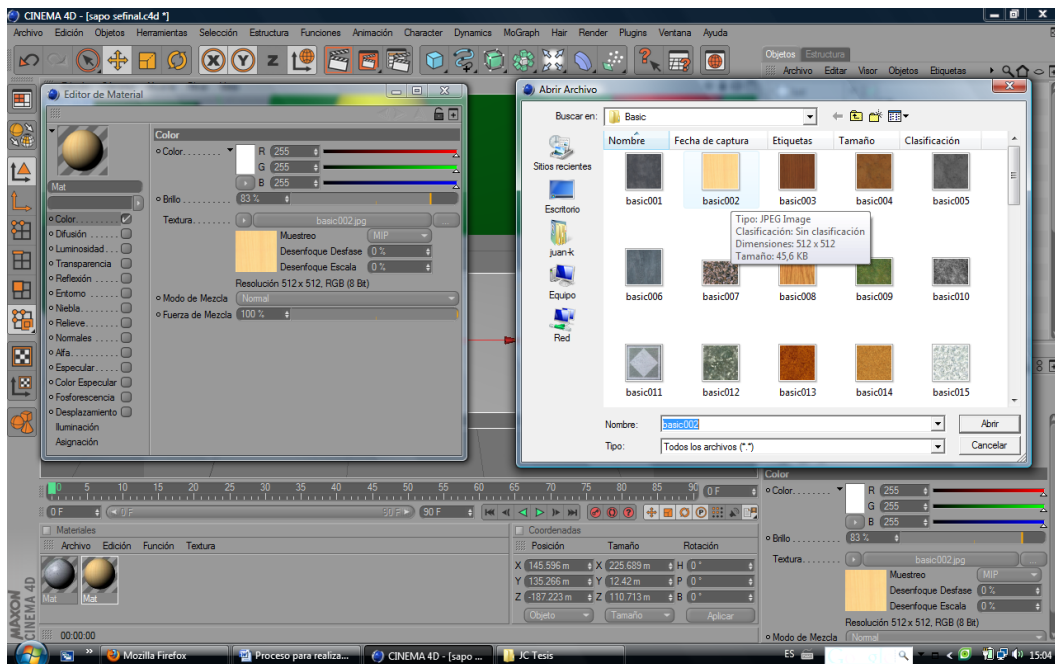 CINEMA 4D - [sapo sefinal.c4d *]
Archivo Edición Objetos Herramientas Selección Estructura Funciones Animación Character Dynamics MoGraph Hair Render Plugins Ventana Ayuda
Objetos Estructura
Archivo Editar Visor Objetos Etiquetas
Editor de Material
Mat
Color
Difusión
Luminosidad
Transparencia
Reflexión
Entorno
Niebla
Relieve
Normales
Alfa
Especular
Color Especular
Fosforescencia
Desplazamiento
Iluminación
Asignación
Color
Color R 255
G 255
B 255
Brillo 83 %
Textura basic002.jpg ...
Muestreo MIP
Desenfoque Desfase 0 %
Desenfoque Escala 0 %
Resolución 512 x 512, RGB (8 Bit)
Modo de Mezcla Normal
Fuerza de Mezcla 100 %
Abrir Archivo
Buscar en: Basic
Sitios recientes
Escritorio
juan-k
Equipo
Red
Nombre Fecha de captura Etiquetas Tamaño Clasificación
basic001 basic002 basic003 basic004 basic005
Tipo: JPEG Image
Clasificación: Sin clasificación
Dimensiones: 512 x 512
Tamaño: 45,6 KB
basic006 basic007 basic008 basic009 basic010
basic011 basic012 basic013 basic014 basic015
Nombre: basic002 Abrir
Tipo: Todos los archivos (*.*) Cancelar
0 5 10 15 20 25 30 35 40 45 50 55 60 65 70 75 80 85 90 0 F
0 F 0 F 90 F 90 F
Materiales
Archivo Edición Función Textura
Mat Mat
Coordenadas
Posición Tamaño Rotación
X 145.596 m X 225.689 m H 0 °
Y 135.266 m Y 12.42 m P 0 °
Z -187.223 m Z 110.713 m B 0 °
Objeto Tamaño Aplicar
Color
Color R 255
G 255
B 255
Brillo 83 %
Textura basic002.jpg
Muestreo MIP
Desenfoque Desfase 0 %
Desenfoque Escala 0 %
Resolución 512 x 512, RGB (8 Bit)
Modo de Mezcla Normal
MAXON
CINEMA 4D
00:00:00
Mozilla Firefox Proceso para realiza... CINEMA 4D - [sapo ... JC Tesis ES 15:04